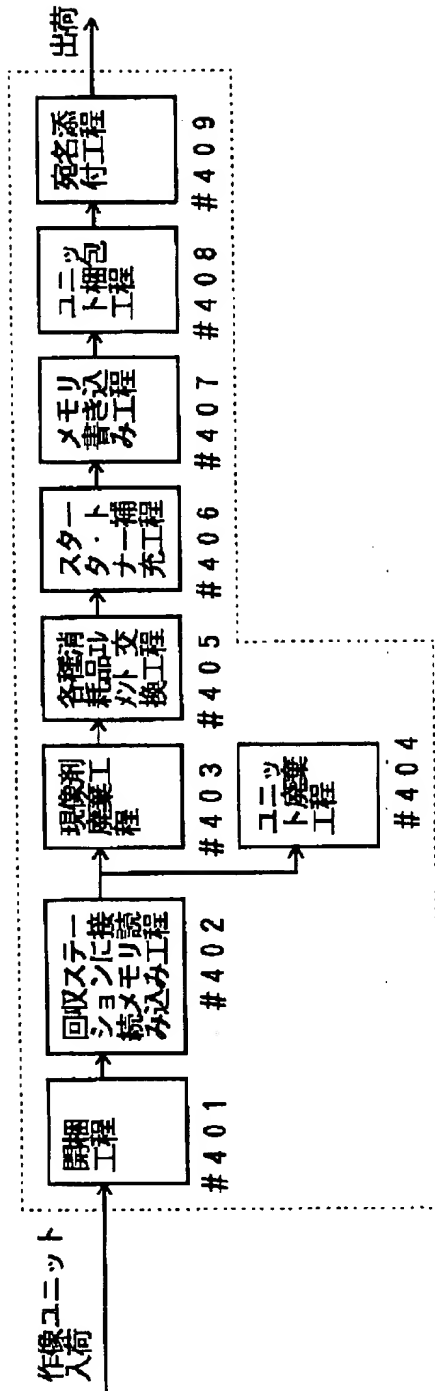 作像ユニット
入荷
開梱
工程
#401
回収ステー
ションに接
続メモリ読
み込み工程
#402
現像剤
廃棄工
程
#403
ユニッ
ト廃棄
工程
#404
各種消
耗品エレ
メント交
換工程
#405
スター
タ・ト
ナー補
充工程
#406
メモリ
書き込
み工程
#407
ユニッ
ト梱包
工程
#408
宛名添
付工程
#409
出荷